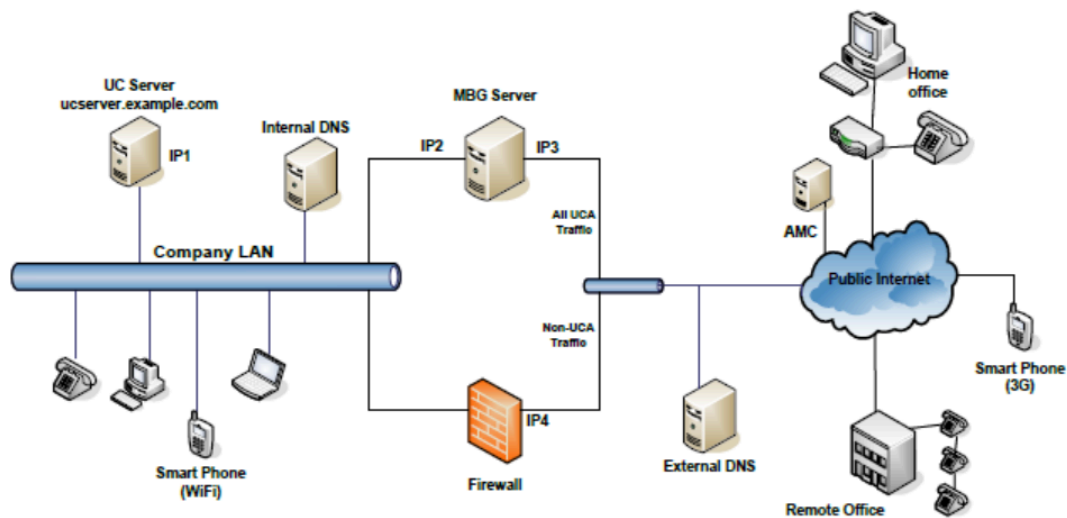 UC Server
ucserver.example.com
IP1
Internal DNS
MBG Server
IP2
IP3
Home
office
All UCA
Traffic
AMC
Company LAN
Public Internet
Non-UCA
Traffic
Smart Phone
(3G)
IP4
Smart Phone
(WiFi)
Firewall
External DNS
Remote Office